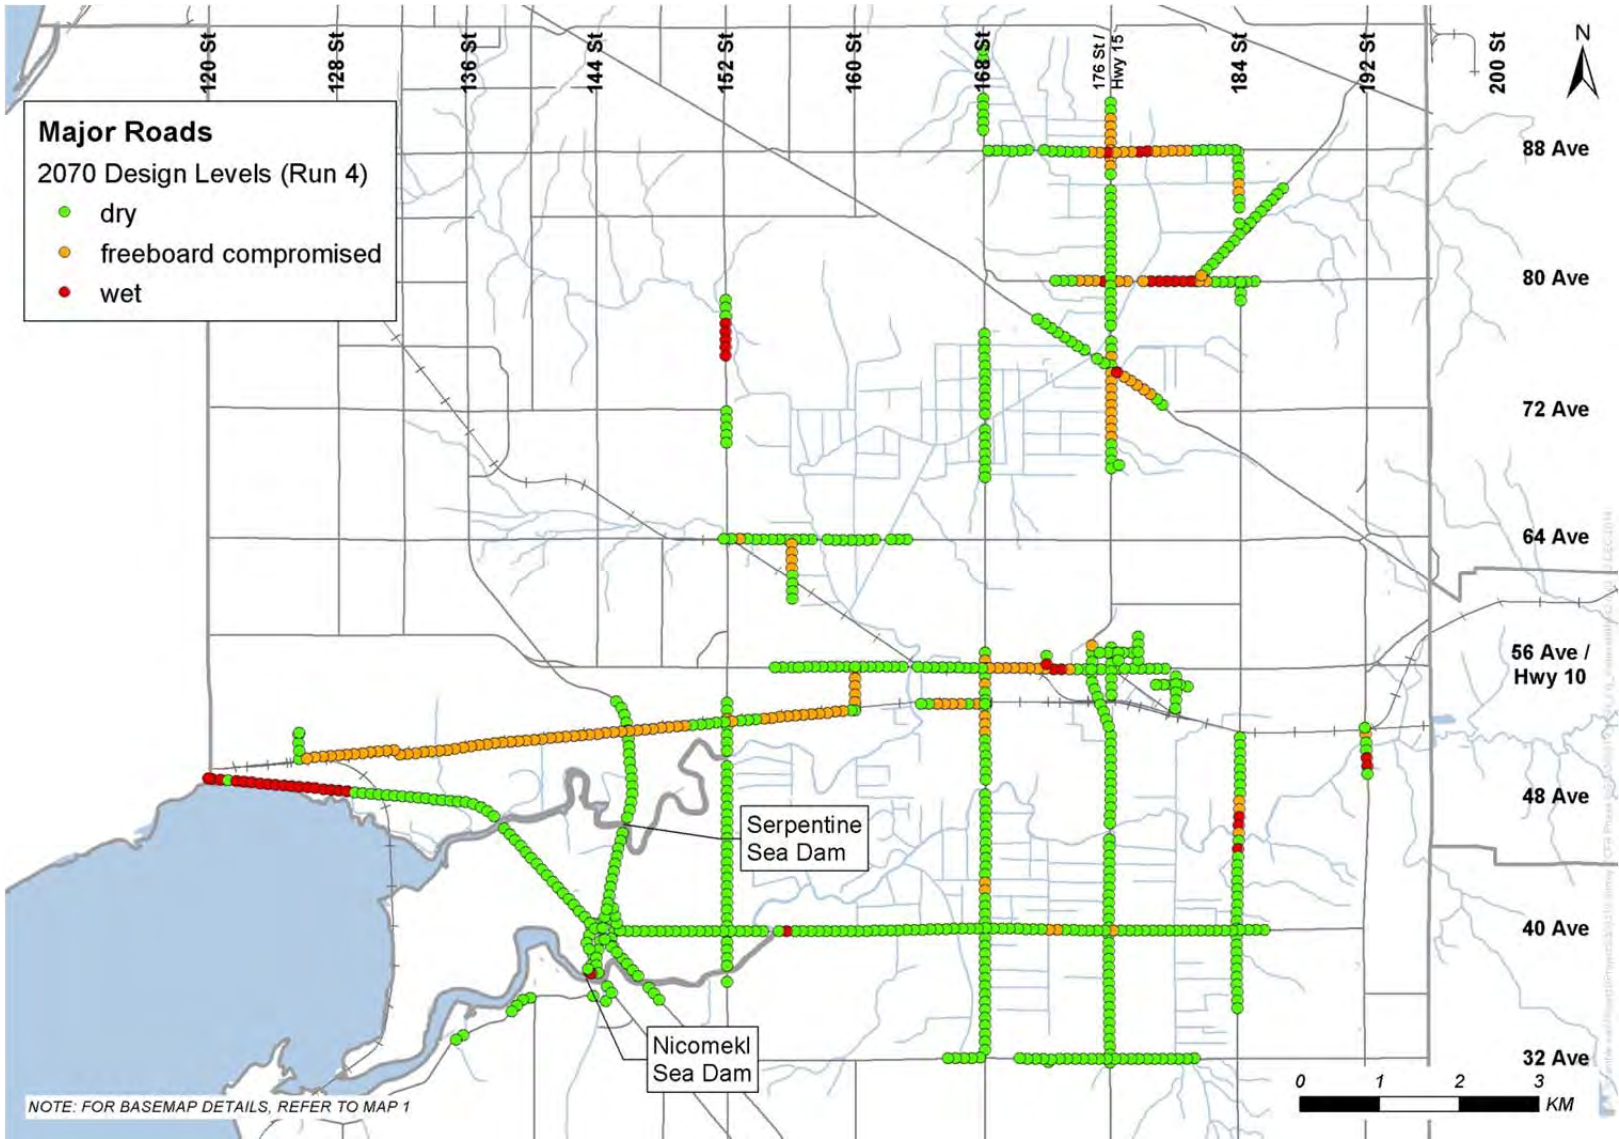 120 St
128 St
136 St
144 St
152 St
160 St
168 St
176 St /
Hwy 15
184 St
192 St
200 St
N
Major Roads
2070 Design Levels (Run 4)
dry
freeboard compromised
wet
88 Ave
80 Ave
72 Ave
64 Ave
56 Ave /
Hwy 10
48 Ave
40 Ave
32 Ave
Serpentine
Sea Dam
Nicomekl
Sea Dam
0 1 2 3
KM
NOTE: FOR BASEMAP DETAILS, REFER TO MAP 1